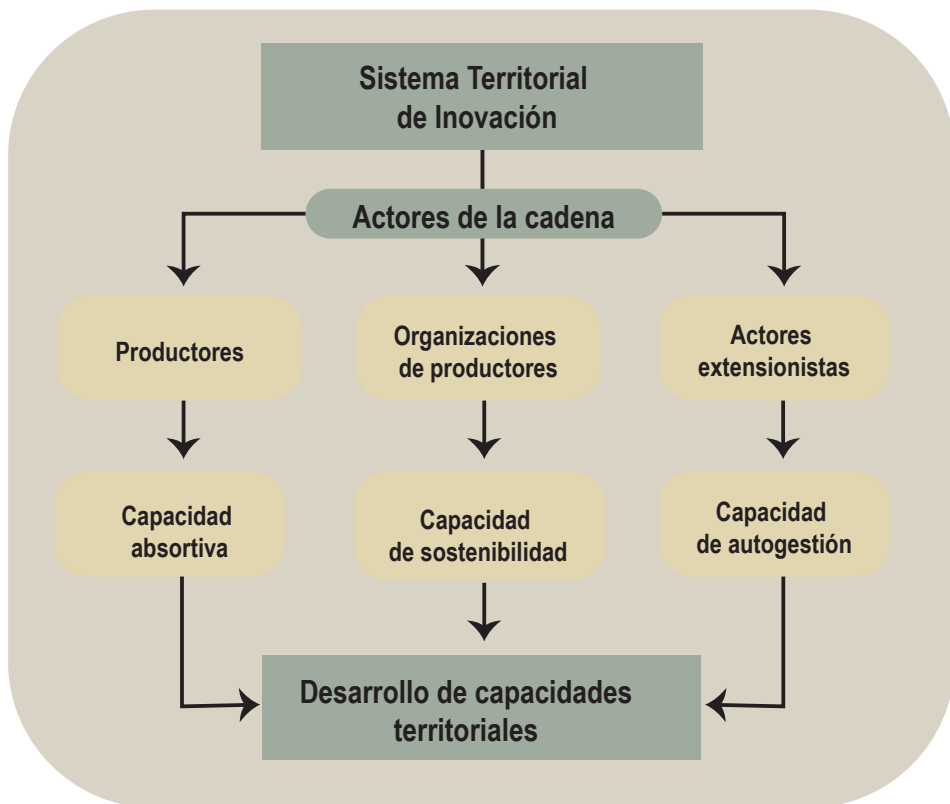 Sistema Territorial
de Inovación
Actores de la cadena
Productores
Organizaciones
de productores
Actores
extensionistas
Capacidad
absortiva
Capacidad
de sostenibilidad
Capacidad
de autogestión
Desarrollo de capacidades
territoriales